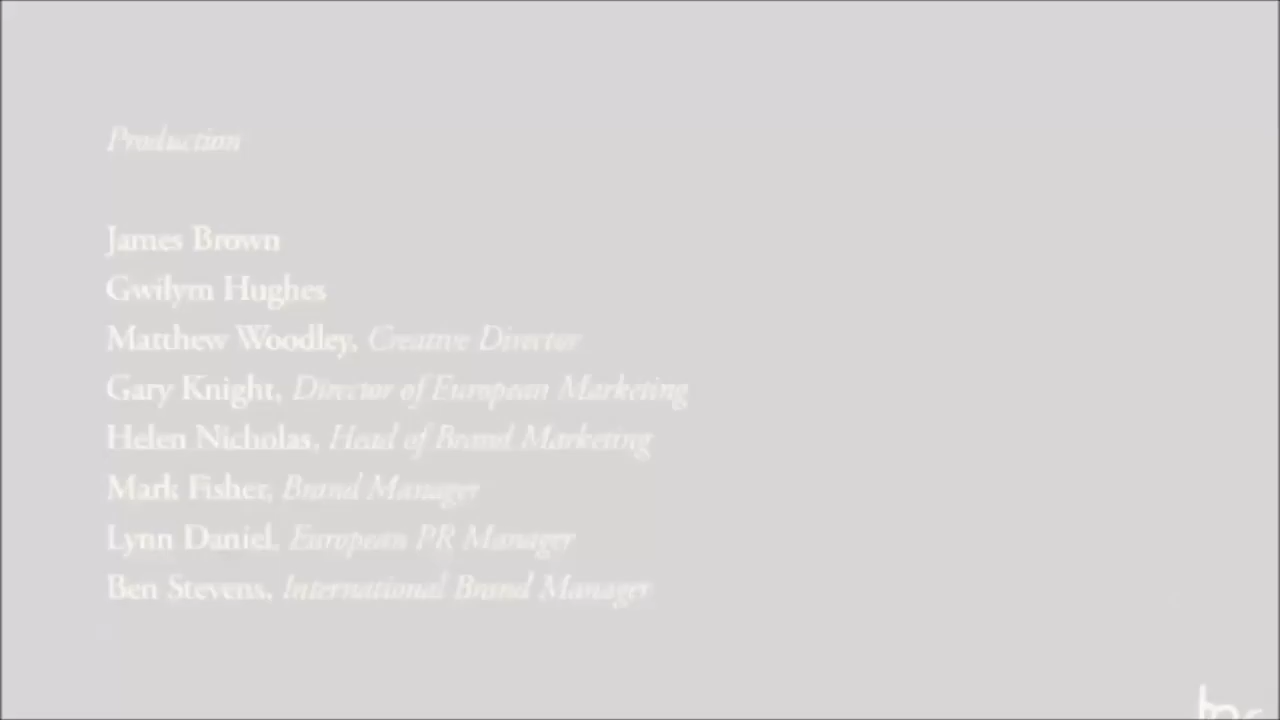 Production
James Brown
Gwilym Hughes
Matthew Woodley, Creative Director
Gary Knight, Director of European Marketing
Helen Nicholas, Head of Brand Marketing
Mark Fisher, Brand Manager
Lynn Daniel, European PR Manager
Ben Stevens, International Brand Manager